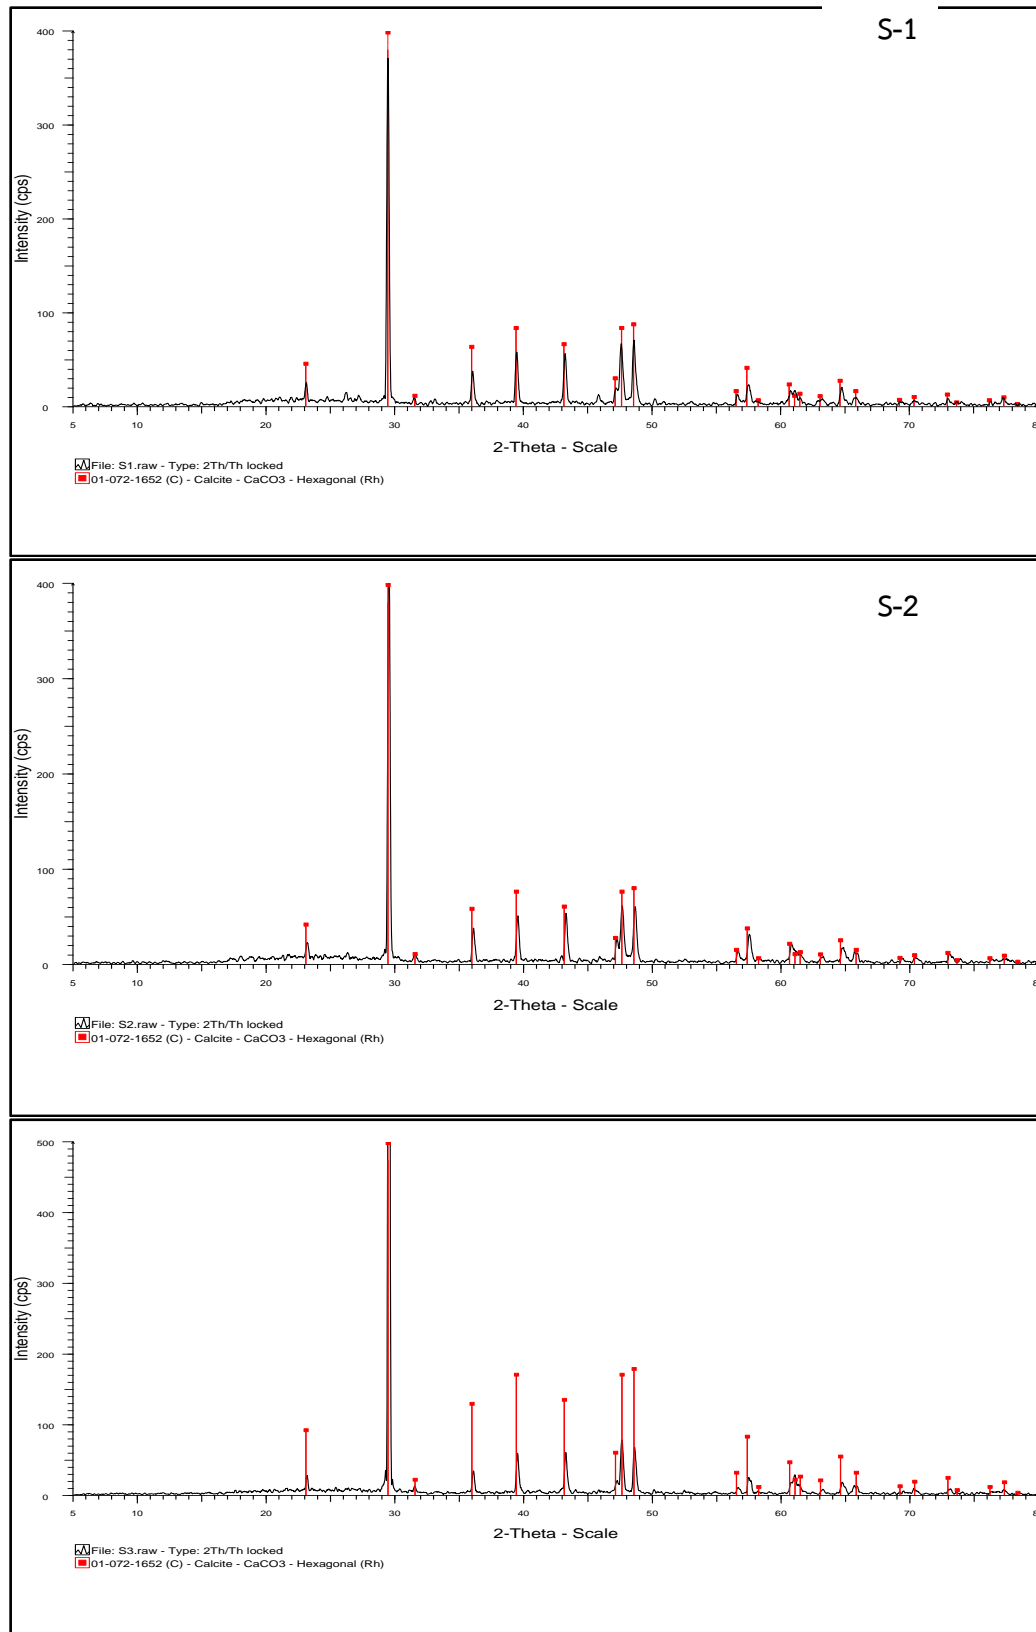 S-1
Intensity (cps)
400
300
200
100
0
5 10 20 30 40 50 60 70 8
2-Theta - Scale
File: S1.raw - Type: 2Th/Th locked
01-072-1652 (C) - Calcite - CaCO3 - Hexagonal (Rh)
S-2
Intensity (cps)
400
300
200
100
0
5 10 20 30 40 50 60 70 8
2-Theta - Scale
File: S2.raw - Type: 2Th/Th locked
01-072-1652 (C) - Calcite - CaCO3 - Hexagonal (Rh)
Intensity (cps)
500
400
300
200
100
0
5 10 20 30 40 50 60 70 8
2-Theta - Scale
File: S3.raw - Type: 2Th/Th locked
01-072-1652 (C) - Calcite - CaCO3 - Hexagonal (Rh)